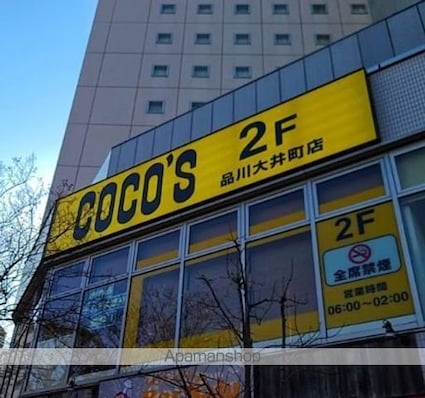 COCO'S
2F
品川大井町店
2F
全席禁煙
営業時間
06:00〜02:00
Apamanshop